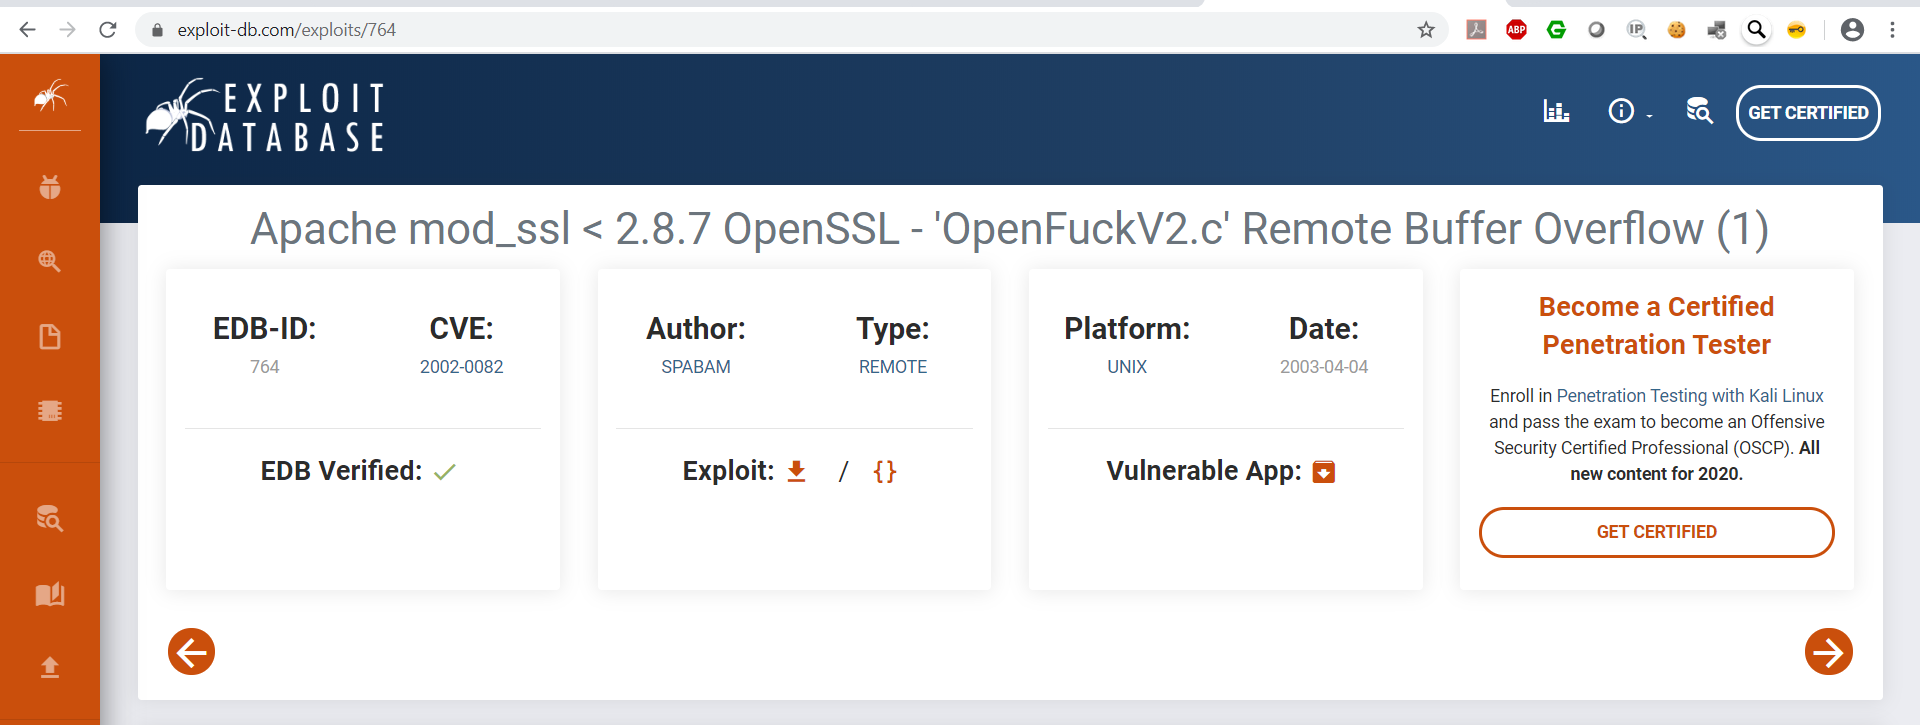 exploit-db.com/exploits/764
ABP
IP
EXPLOIT
DATABASE
GET CERTIFIED
Apache mod_ssl < 2.8.7 OpenSSL - 'OpenFuckV2.c' Remote Buffer Overflow (1)
EDB-ID:
764
CVE:
2002-0082
EDB Verified:
Author:
SPABAM
Type:
REMOTE
Exploit: / {}
Platform:
UNIX
Date:
2003-04-04
Vulnerable App:
Become a Certified
Penetration Tester
Enroll in Penetration Testing with Kali Linux
and pass the exam to become an Offensive
Security Certified Professional (OSCP). All
new content for 2020.
GET CERTIFIED